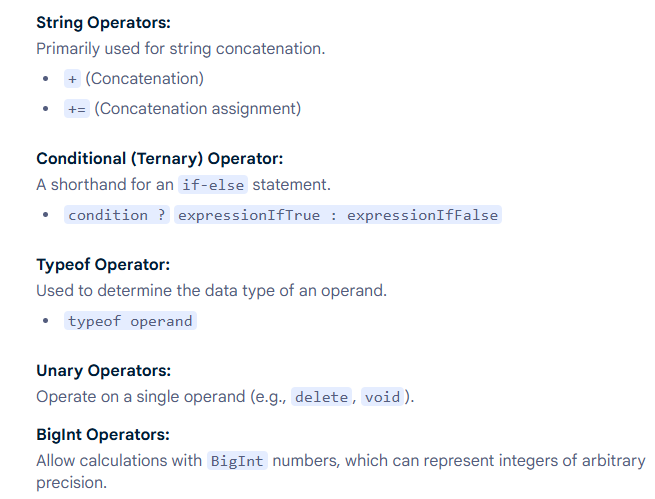 String Operators:
Primarily used for string concatenation.
• + (Concatenation)
• += (Concatenation assignment)
Conditional (Ternary) Operator:
A shorthand for an if-else statement.
• condition ? expressionIfTrue : expressionIfFalse
Typeof Operator:
Used to determine the data type of an operand.
• typeof operand
Unary Operators:
Operate on a single operand (e.g., delete, void).
BigInt Operators:
Allow calculations with BigInt numbers, which can represent integers of arbitrary
precision.